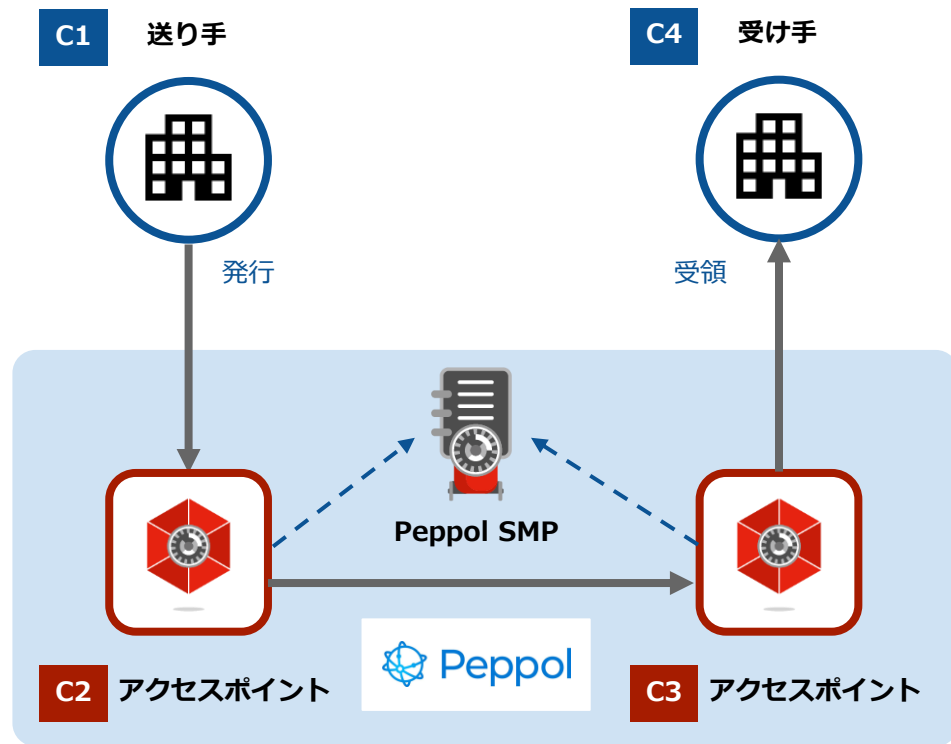 C1 送り手
C4 受け手
発行
受領
Peppol SMP
Peppol
C2 アクセスポイント
C3 アクセスポイント